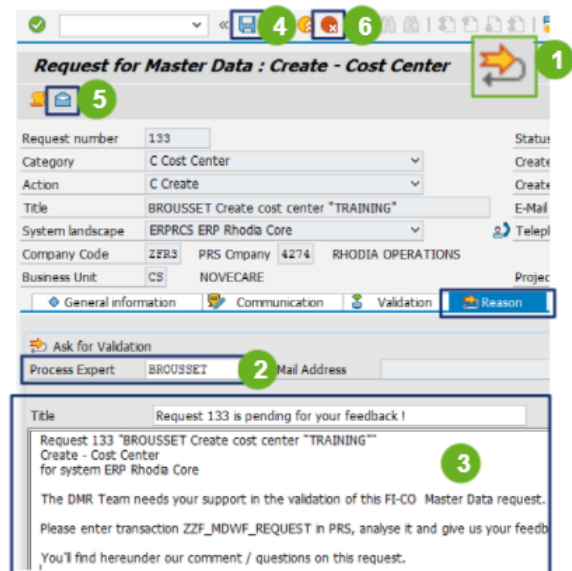 4 6
Request for Master Data : Create - Cost Center 1
5
Request number 133 Status
Category C Cost Center Create
Action C Create Create
Title BROUSSET Create cost center "TRAINING" E-Mail
System landscape ERPRCS ERP Rhodia Core Telepl
Company Code ZFR3 PRS Cmpany 4274 RHODIA OPERATIONS
Business Unit CS NOVECARE Projec
General information Communication Validation Reason
Ask for Validation
Process Expert BROUSSET 2 Mail Address
Title Request 133 is pending for your feedback !
Request 133 "BROUSSET Create cost center "TRAINING""
Create - Cost Center
for system ERP Rhodia Core
3
The DMR Team needs your support in the validation of this FI-CO Master Data request.
Please enter transaction ZZF_MDWF_REQUEST in PRS, analyse it and give us your feedb
You'll find hereunder our comment / questions on this request.